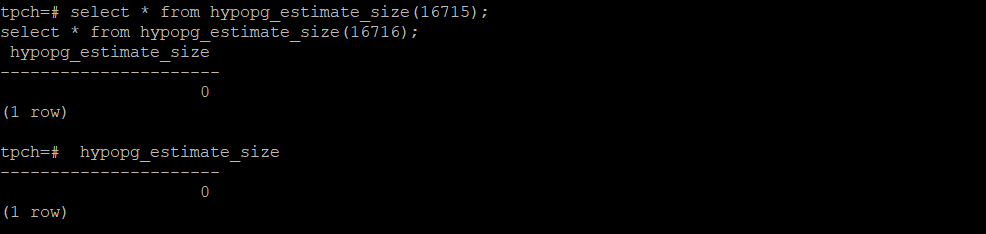 tpch=# select * from hypopg_estimate_size(16715);
select * from hypopg_estimate_size(16716);
 hypopg_estimate_size
----------------------
                    0
(1 row)

tpch=#  hypopg_estimate_size
----------------------
                    0
(1 row)